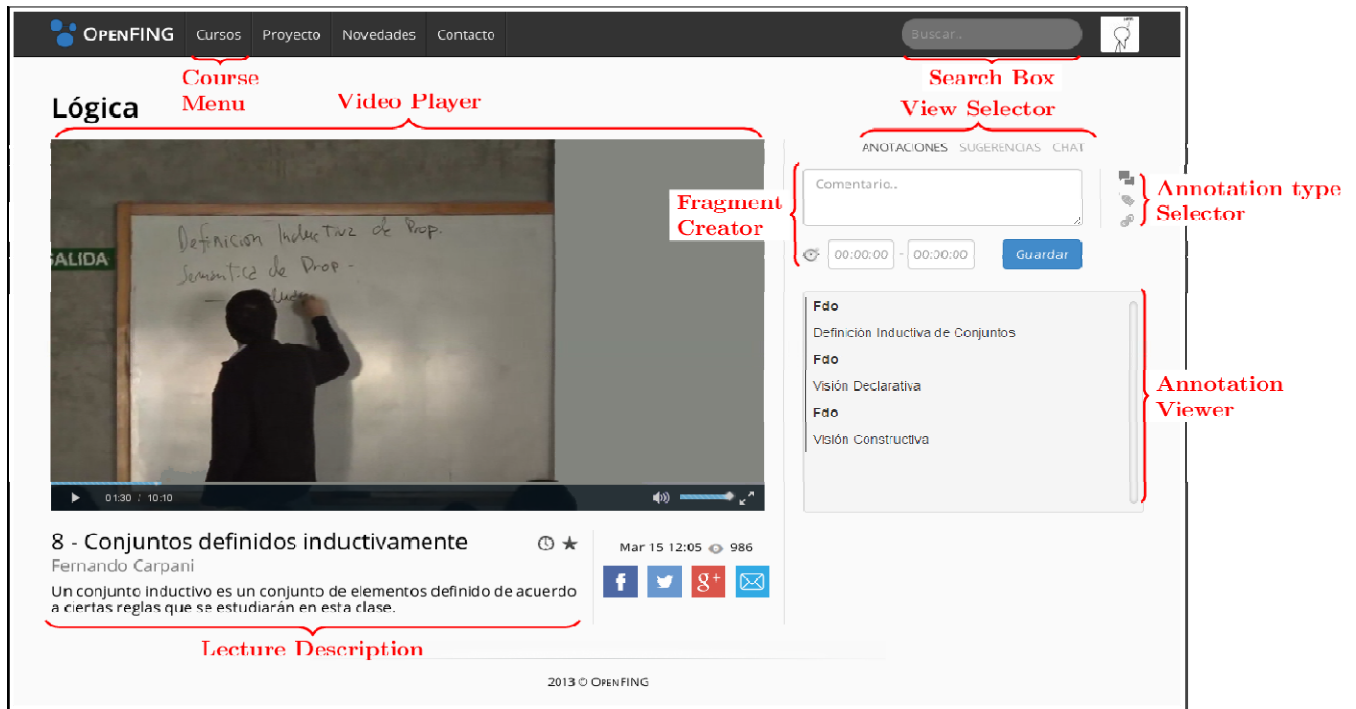 OPENFING Cursos Proyecto Novedades Contacto Buscar..
Course
Menu
Search Box
Lógica
Video Player
View Selector
ANOTACIONES SUGERENCIAS CHAT
Definicion Inductiva de Prop.
Semantica de Prop -
SALIDA
Comentario..
Fragment
Creator
Annotation type
Selector
00:00:00 - 00:00:00 Guardar
Fdo
Definición Inductiva de Conjuntos
Fdo
Visión Declarativa
Fdo
Visión Constructiva
Annotation
Viewer
01:30 / 10:10
8 - Conjuntos definidos inductivamente
Fernando Carpani
Un conjunto inductivo es un conjunto de elementos definido de acuerdo
a ciertas reglas que se estudiarán en esta clase.
Mar 15 12:05 986
f g+
Lecture Description
2013 © OPENFING